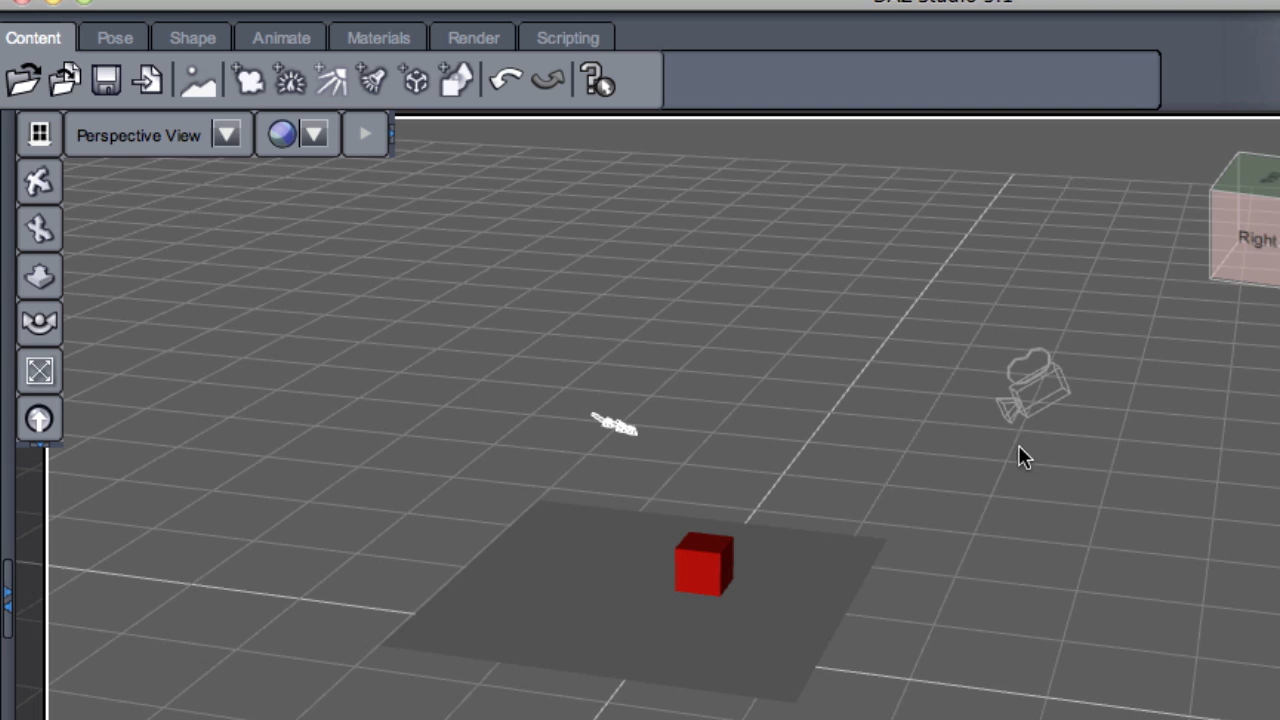 DAZ Studio 3.1
Content Pose Shape Animate Materials Render Scripting
Perspective View
Right